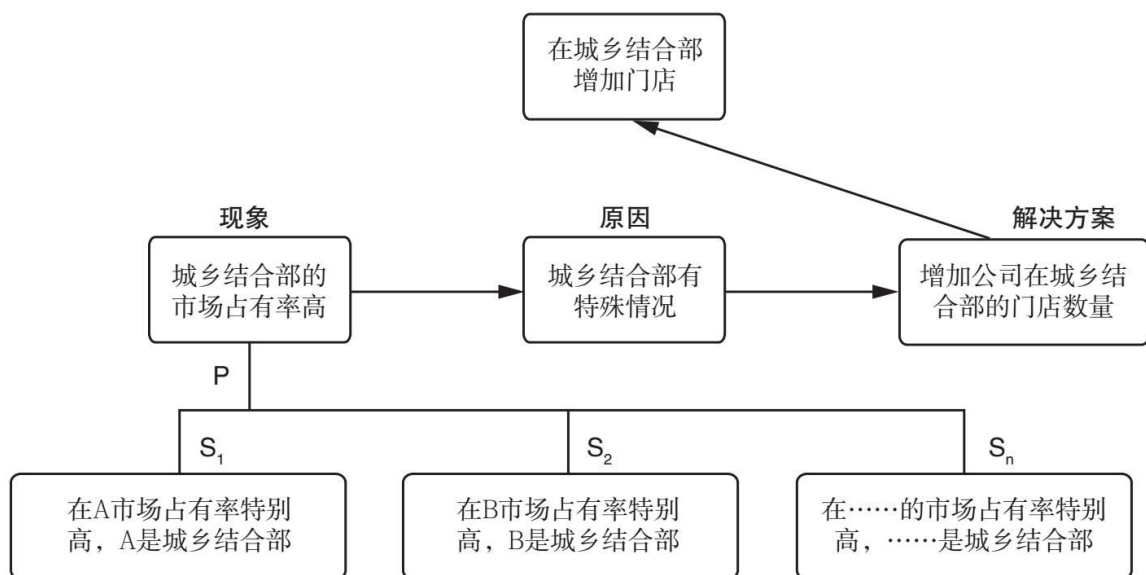 在城乡结合部
增加门店
现象
原因
解决方案
城乡结合部的
市场占有率高
城乡结合部有
特殊情况
增加公司在城乡结
合部的门店数量
P
S1
S2
Sn
在A市场占有率特别
高，A是城乡结合部
在B市场占有率特别
高，B是城乡结合部
在……的市场占有率特别
高，……是城乡结合部